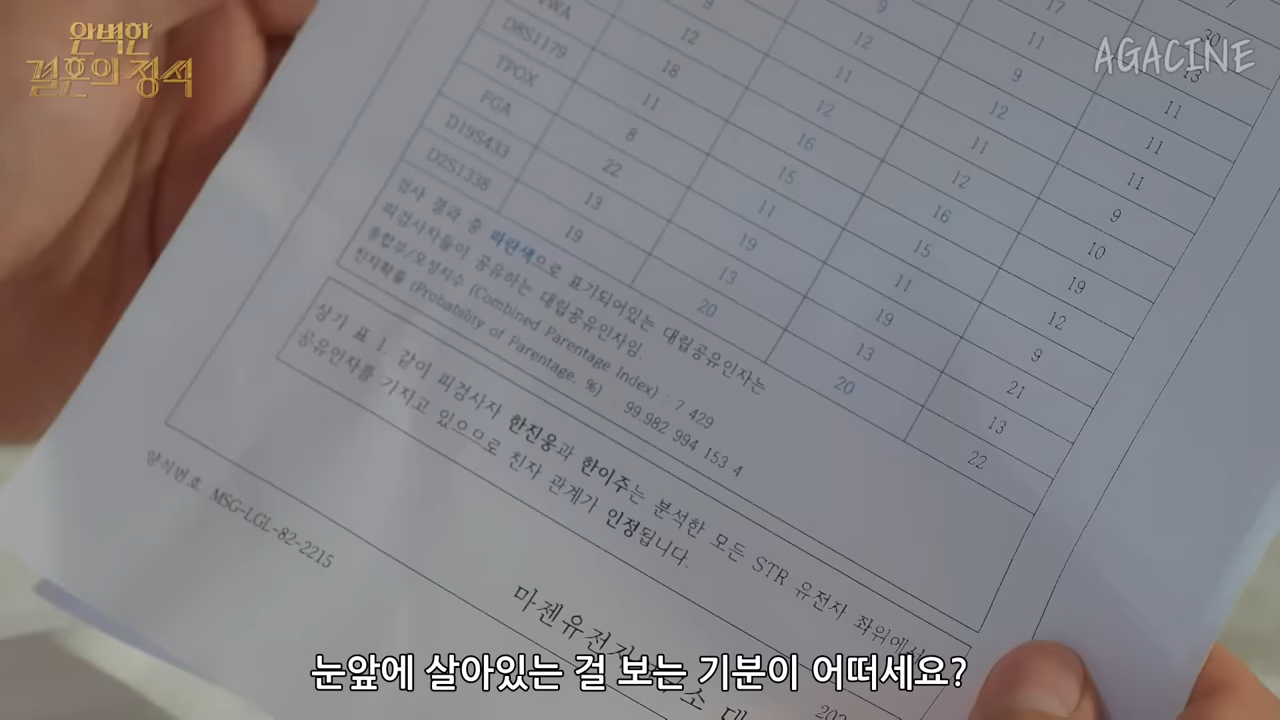 완벽한
결혼의 정석
AGACINE
VWA 9 9 17
D8S1179 12 12 11 13
TPOX 18 11 9 11
FGA 11 12 12 11
D19S433 8 16 11 11
D2S1338 22 15 12 9
13 11 16 10
19 19 15 19
13 11 12
20 19 9
13 21
20 13
22
검사 결과 중 파란색으로 표기되어있는 대립공유인자는
피검사자들이 공유하는 대립공유인자임.
종합부/모성지수 (Combined Parentage Index) : 7 429
친자확률 (Probability of Parentage, %) : 99.982 994 153 4
상기 표 1. 같이 피검사자 한진웅과 한이주는 분석한 모든 STR 유전자 좌위에서
공유인자를 가지고 있으므로 친자 관계가 인정됩니다.
양식번호 MSG-LGL-82-2215
마젠유전자
소 대
202
눈앞에 살아있는 걸 보는 기분이 어떠세요?